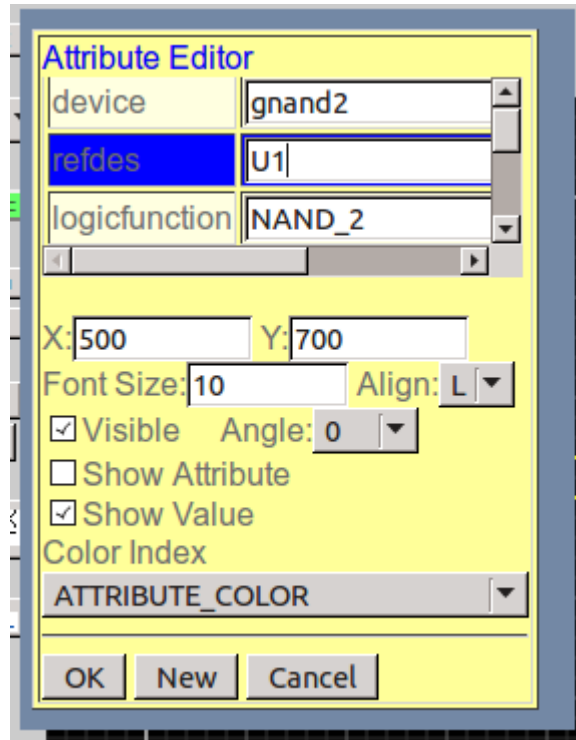 Attribute Editor
device gnand2
refdes U1
logicfunction NAND_2
X: 500 Y: 700
Font Size: 10 Align: L
Visible Angle: 0
Show Attribute
Show Value
Color Index
ATTRIBUTE_COLOR
OK New Cancel